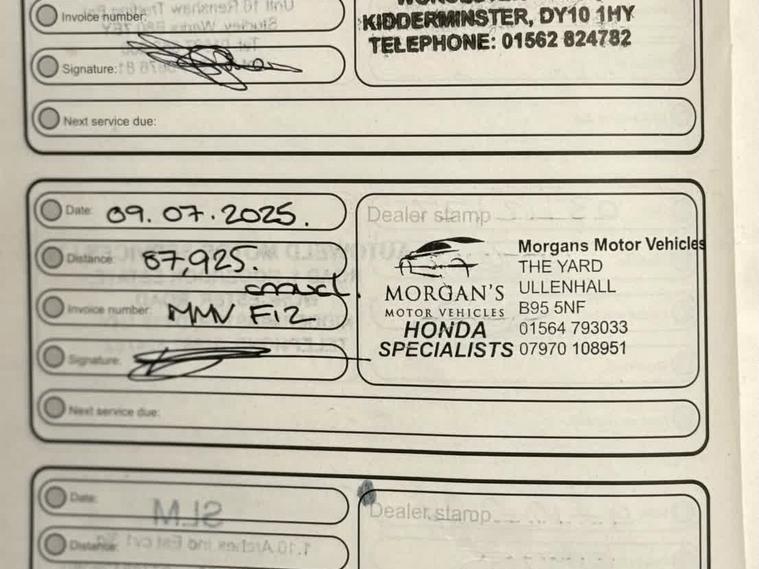 Invoice number:
Signature:
KIDDERMINSTER, DY10 1HY
TELEPHONE: 01562 824782
Next service due:
Date: 09.07.2025.
Distance: 87,925
Invoice number: MMV F12
Signature:
Next service due:
Dealer stamp
MORGAN'S
MOTOR VEHICLES
HONDA
SPECIALISTS
Morgans Motor Vehicles
THE YARD
ULLENHALL
B95 5NF
01564 793033
07970 108951
Date:
Distance:
Dealer stamp